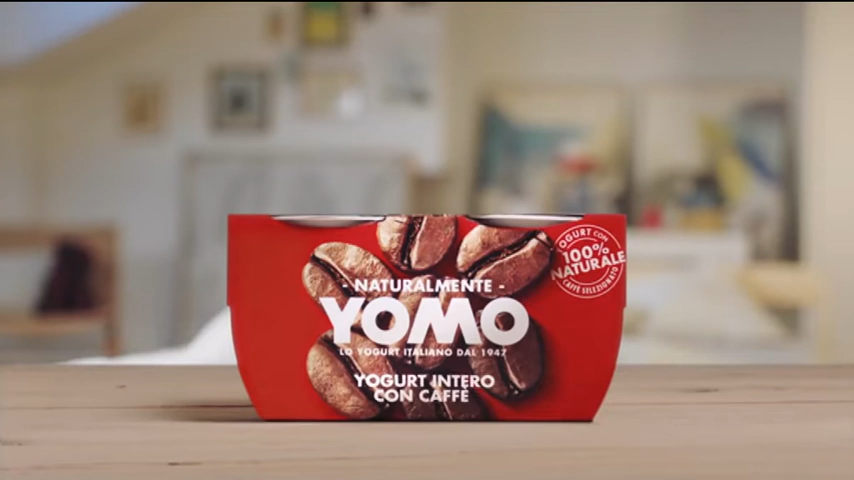 - NATURALMENTE -
YOMO
LO YOGURT ITALIANO DAL 1947
YOGURT INTERO
CON CAFFÈ
YOGURT CON
100%
NATURALE
CAFFÈ SELEZIONATO